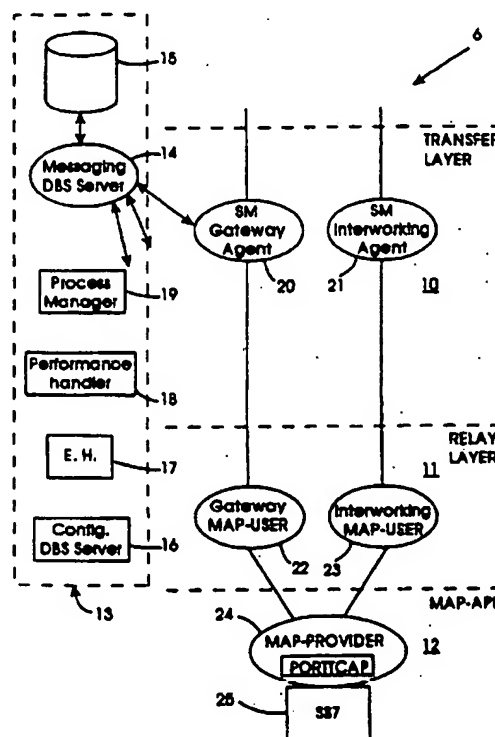 15
6
14
TRANSFER
LAYER
Messaging
DBS Server
SM
Gateway
Agent
SM
Interworking
Agent
20
21
10
Process
Manager
19
Performance
handler
18
RELAY
LAYER
E. H.
17
11
Gateway
MAP-USER
Interworking
MAP-USER
Config.
DBS Server
16
22
23
MAP-API
13
24
MAP-PROVIDER
12
PORTTCAP
25
SS7